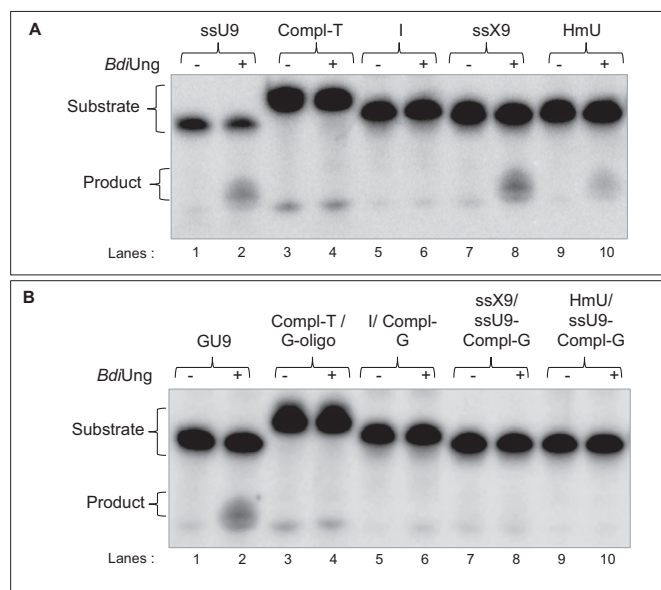 A
ssU9 Compl-T I ssX9 HmU
BdiUng - + - + - + - + - +
Substrate
Product
Lanes : 1 2 3 4 5 6 7 8 9 10
B
ssX9/ HmU/
Compl-T / I/ Compl- ssU9- ssU9-
GU9 G-oligo G Compl-G Compl-G
BdiUng - + - + - + - + - +
Substrate
Product
Lanes : 1 2 3 4 5 6 7 8 9 10